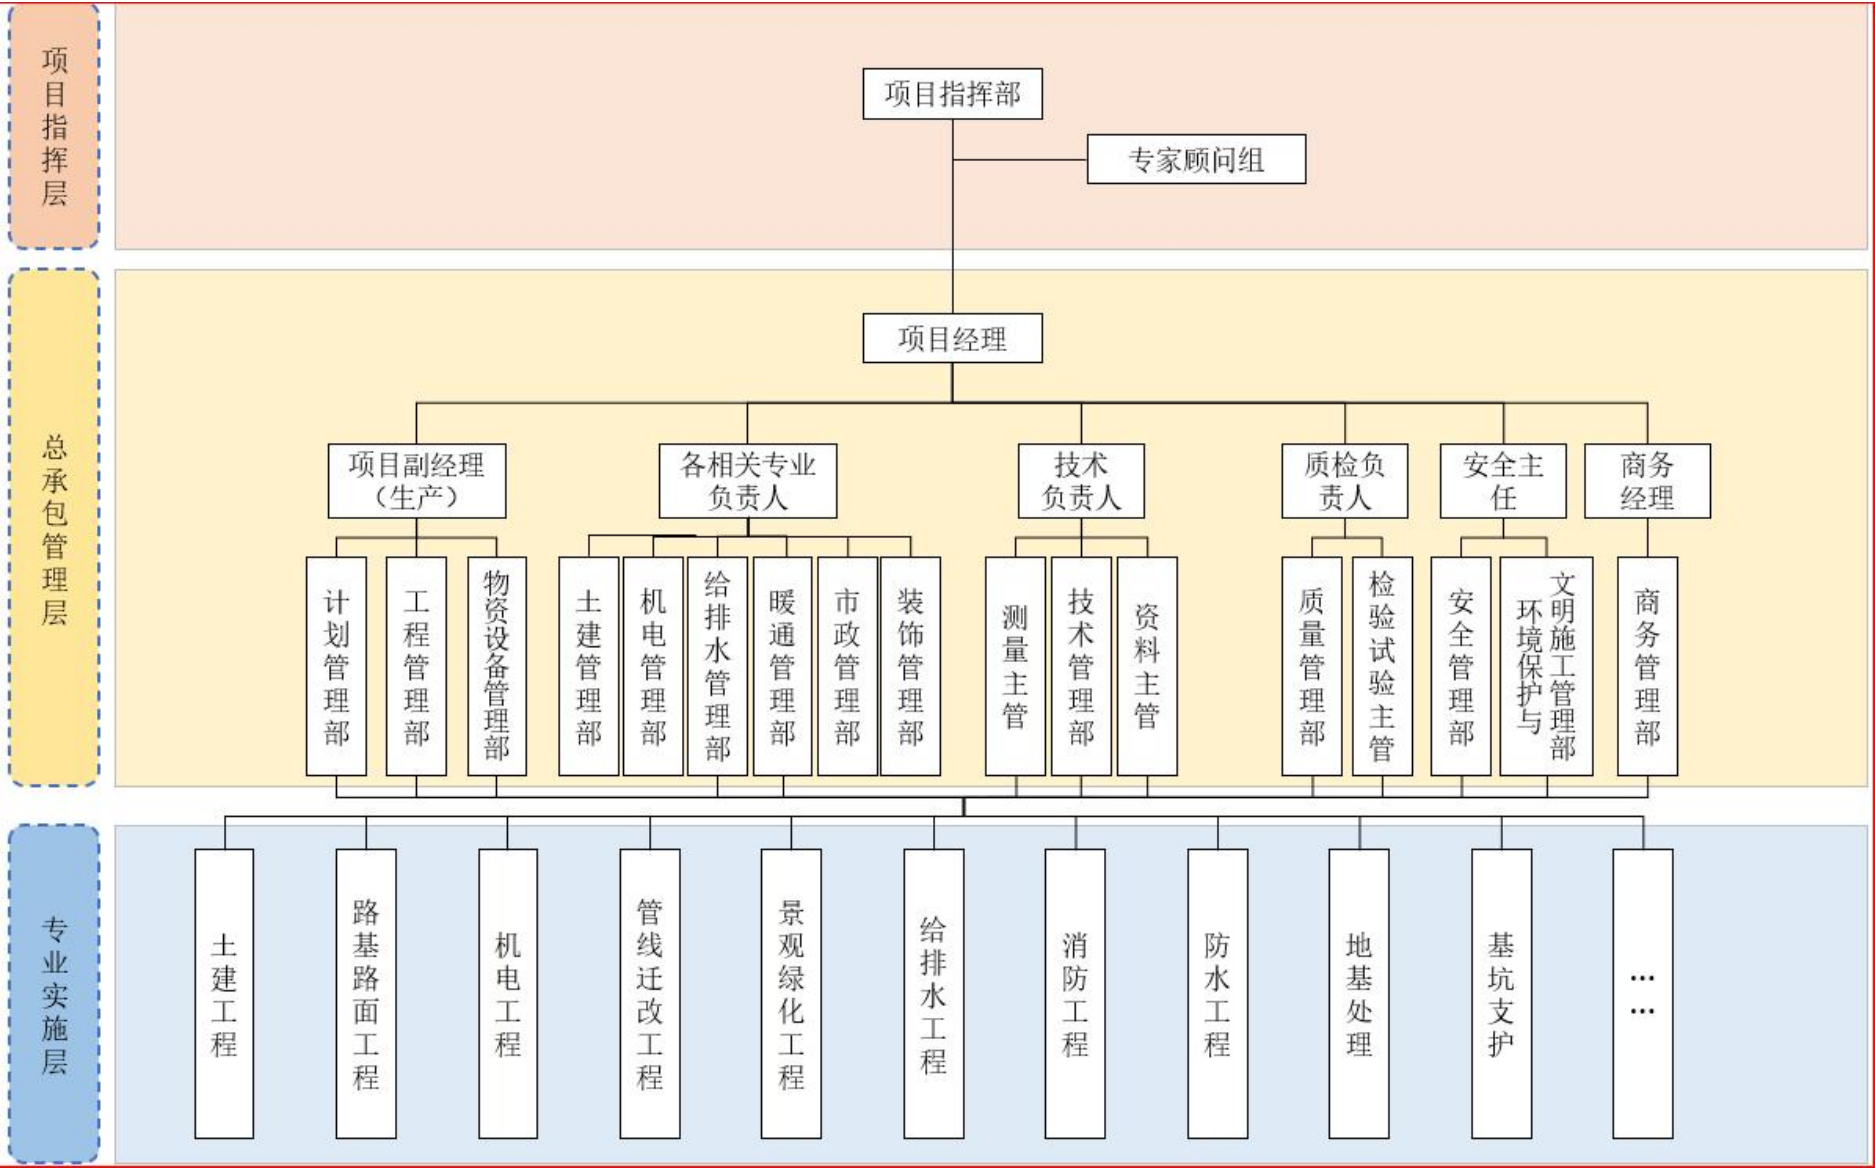 项目指挥层
项目指挥部
专家顾问组
总承包管理层
项目经理
项目副经理
（生产）
各相关专业
负责人
技术
负责人
质检负
责人
安全主
任
商务
经理
计划管理部
工程管理部
物资设备管理部
土建管理部
机电管理部
给排水管理部
暖通管理部
市政管理部
装饰管理部
测量主管
技术管理部
资料主管
质量管理部
检验试验主管
安全管理部
文明施工管理部
环境保护与
商务管理部
专业实施层
土建工程
路基路面工程
机电工程
管线迁改工程
景观绿化工程
给排水工程
消防工程
防水工程
地基处理
基坑支护
……